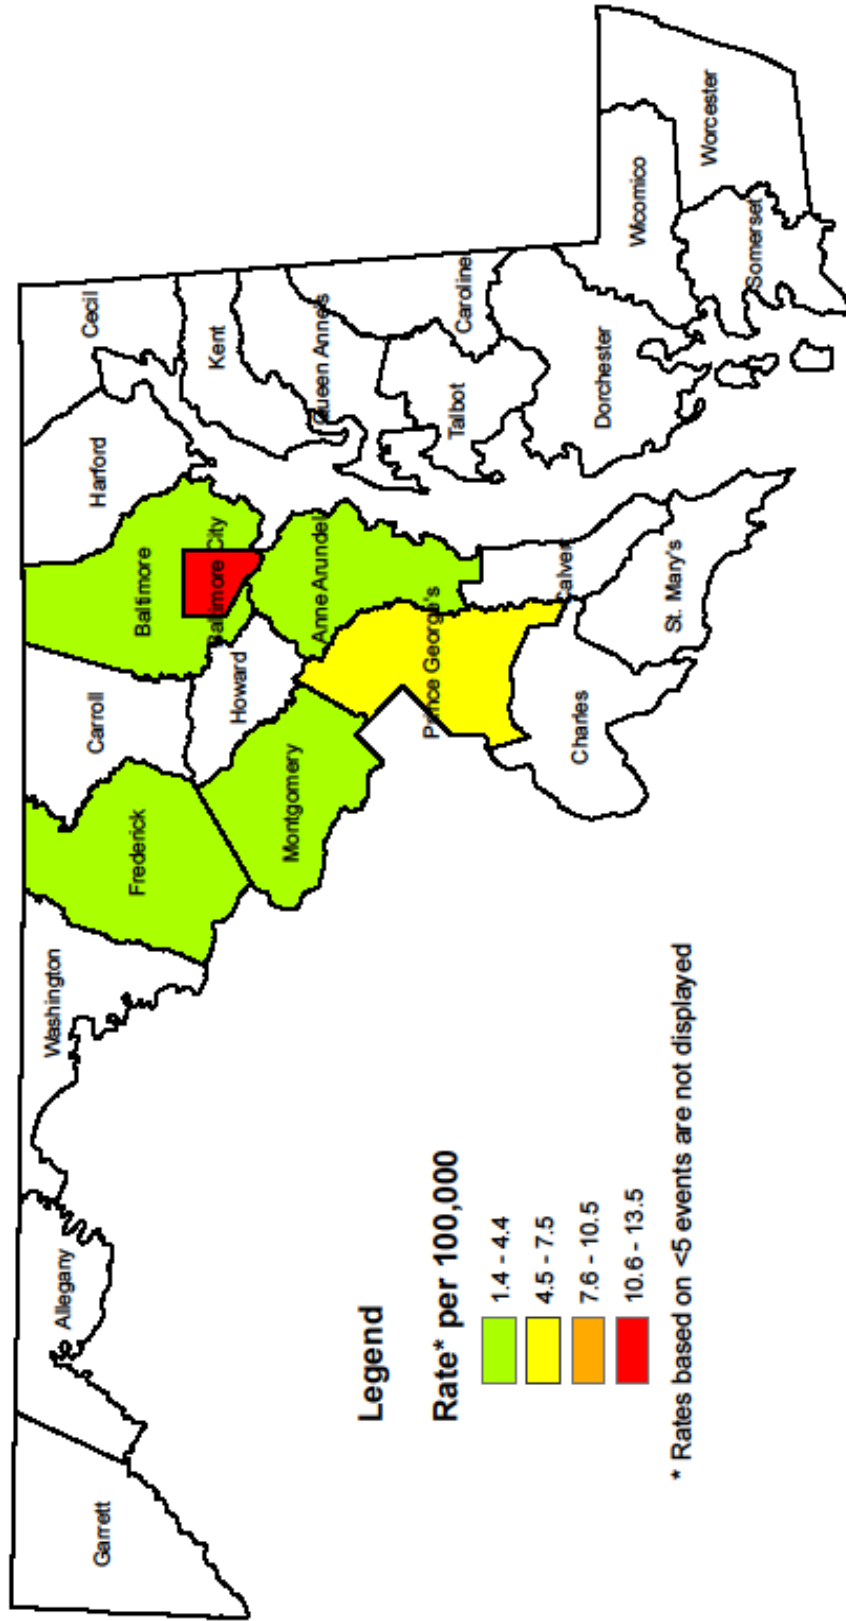 Garrett
Allegany
Washington
Frederick
Carroll
Baltimore
Harford
Cecil
Baltimore City
Howard
Montgomery
Anne Arundel
Prince George's
Kent
Queen Anne's
Talbot
Caroline
Charles
Calvert
St. Mary's
Dorchester
Wicomico
Worcester
Somerset
Legend
Rate* per 100,000
1.4 - 4.4
4.5 - 7.5
7.6 - 10.5
10.6 - 13.5
* Rates based on <5 events are not displayed